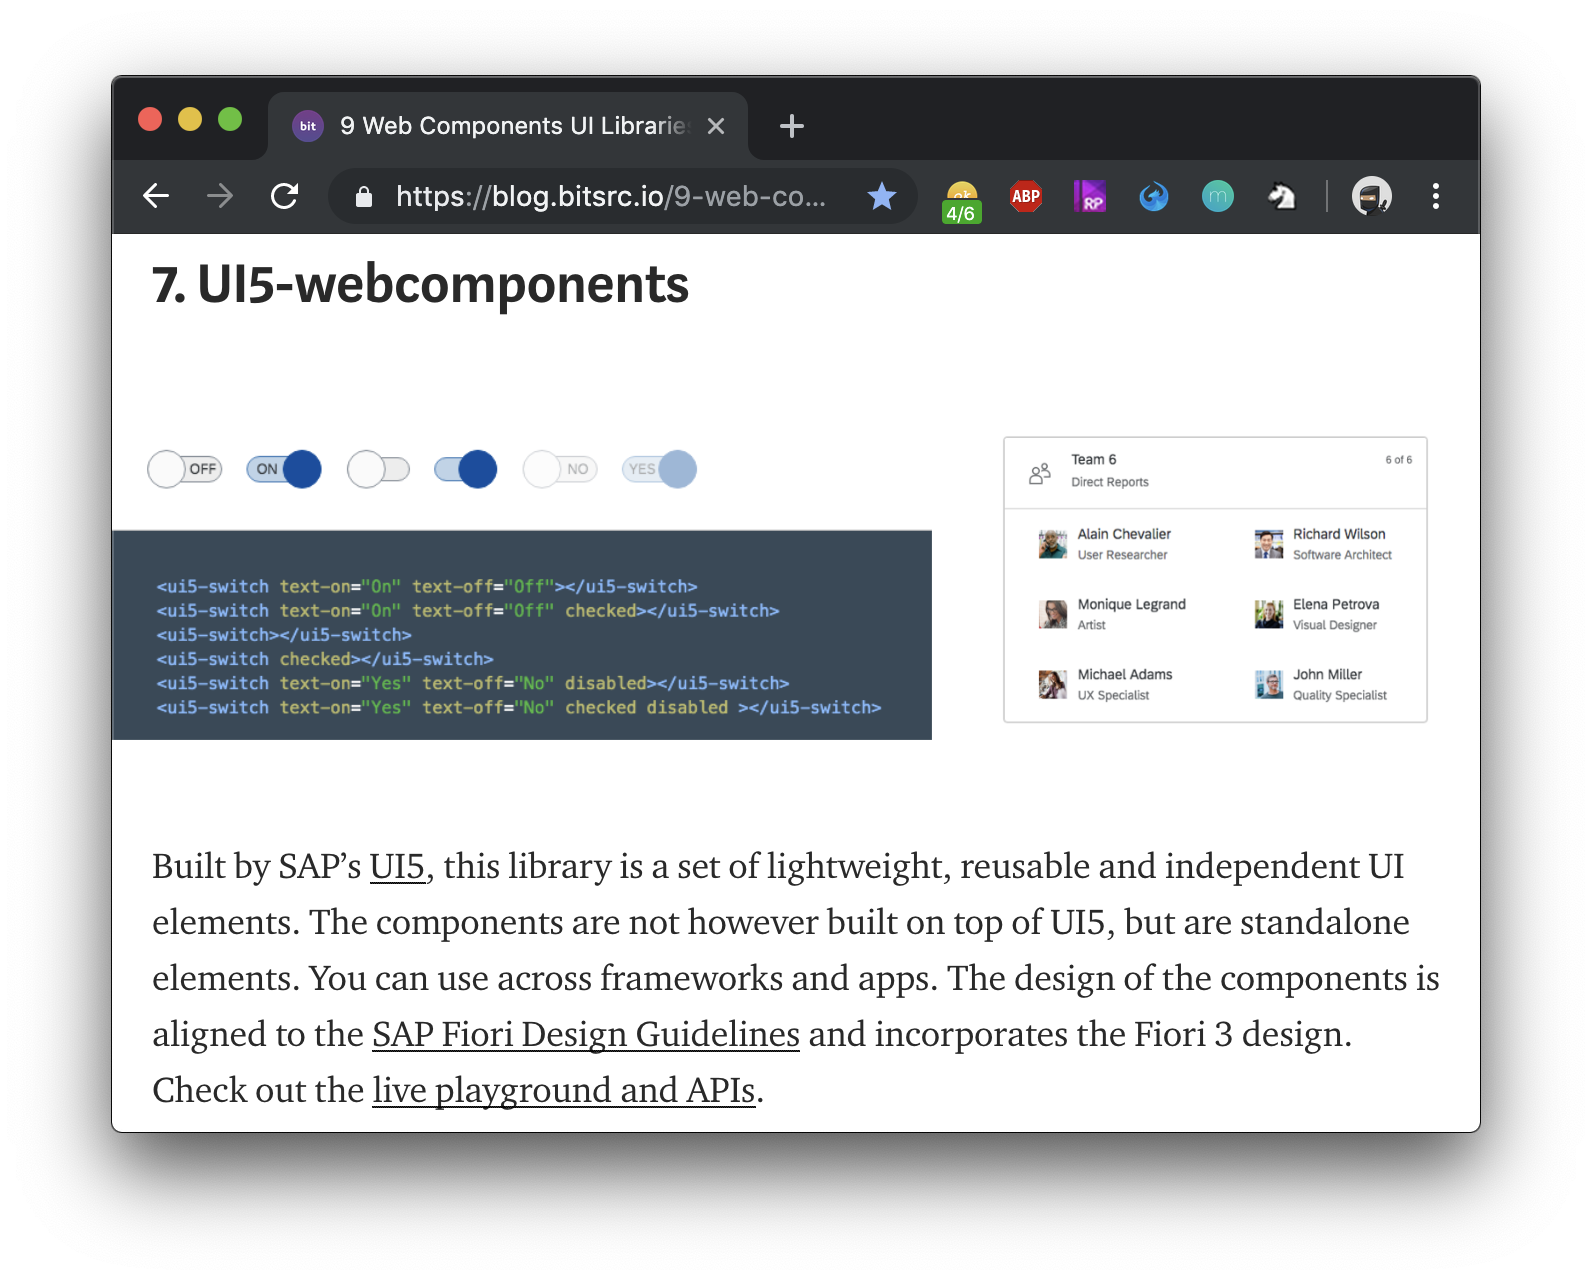 bit 9 Web Components UI Librarie
https://blog.bitsrc.io/9-web-co...
ok 4/6 ABP RP m
7. UI5-webcomponents
OFF ON NO YES
<ui5-switch text-on="On" text-off="Off"></ui5-switch>
<ui5-switch text-on="On" text-off="Off" checked></ui5-switch>
<ui5-switch></ui5-switch>
<ui5-switch checked></ui5-switch>
<ui5-switch text-on="Yes" text-off="No" disabled></ui5-switch>
<ui5-switch text-on="Yes" text-off="No" checked disabled ></ui5-switch>
Team 6 6 of 6
Direct Reports
Alain Chevalier Richard Wilson
User Researcher Software Architect
Monique Legrand Elena Petrova
Artist Visual Designer
Michael Adams John Miller
UX Specialist Quality Specialist
Built by SAP’s UI5, this library is a set of lightweight, reusable and independent UI
elements. The components are not however built on top of UI5, but are standalone
elements. You can use across frameworks and apps. The design of the components is
aligned to the SAP Fiori Design Guidelines and incorporates the Fiori 3 design.
Check out the live playground and APIs.